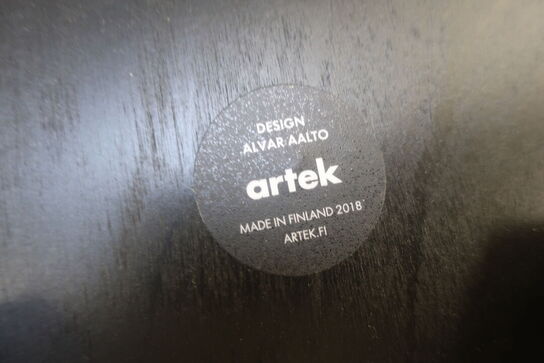 DESIGN
ALVAR AALTO
artek
MADE IN FINLAND 2018
ARTEK.FI